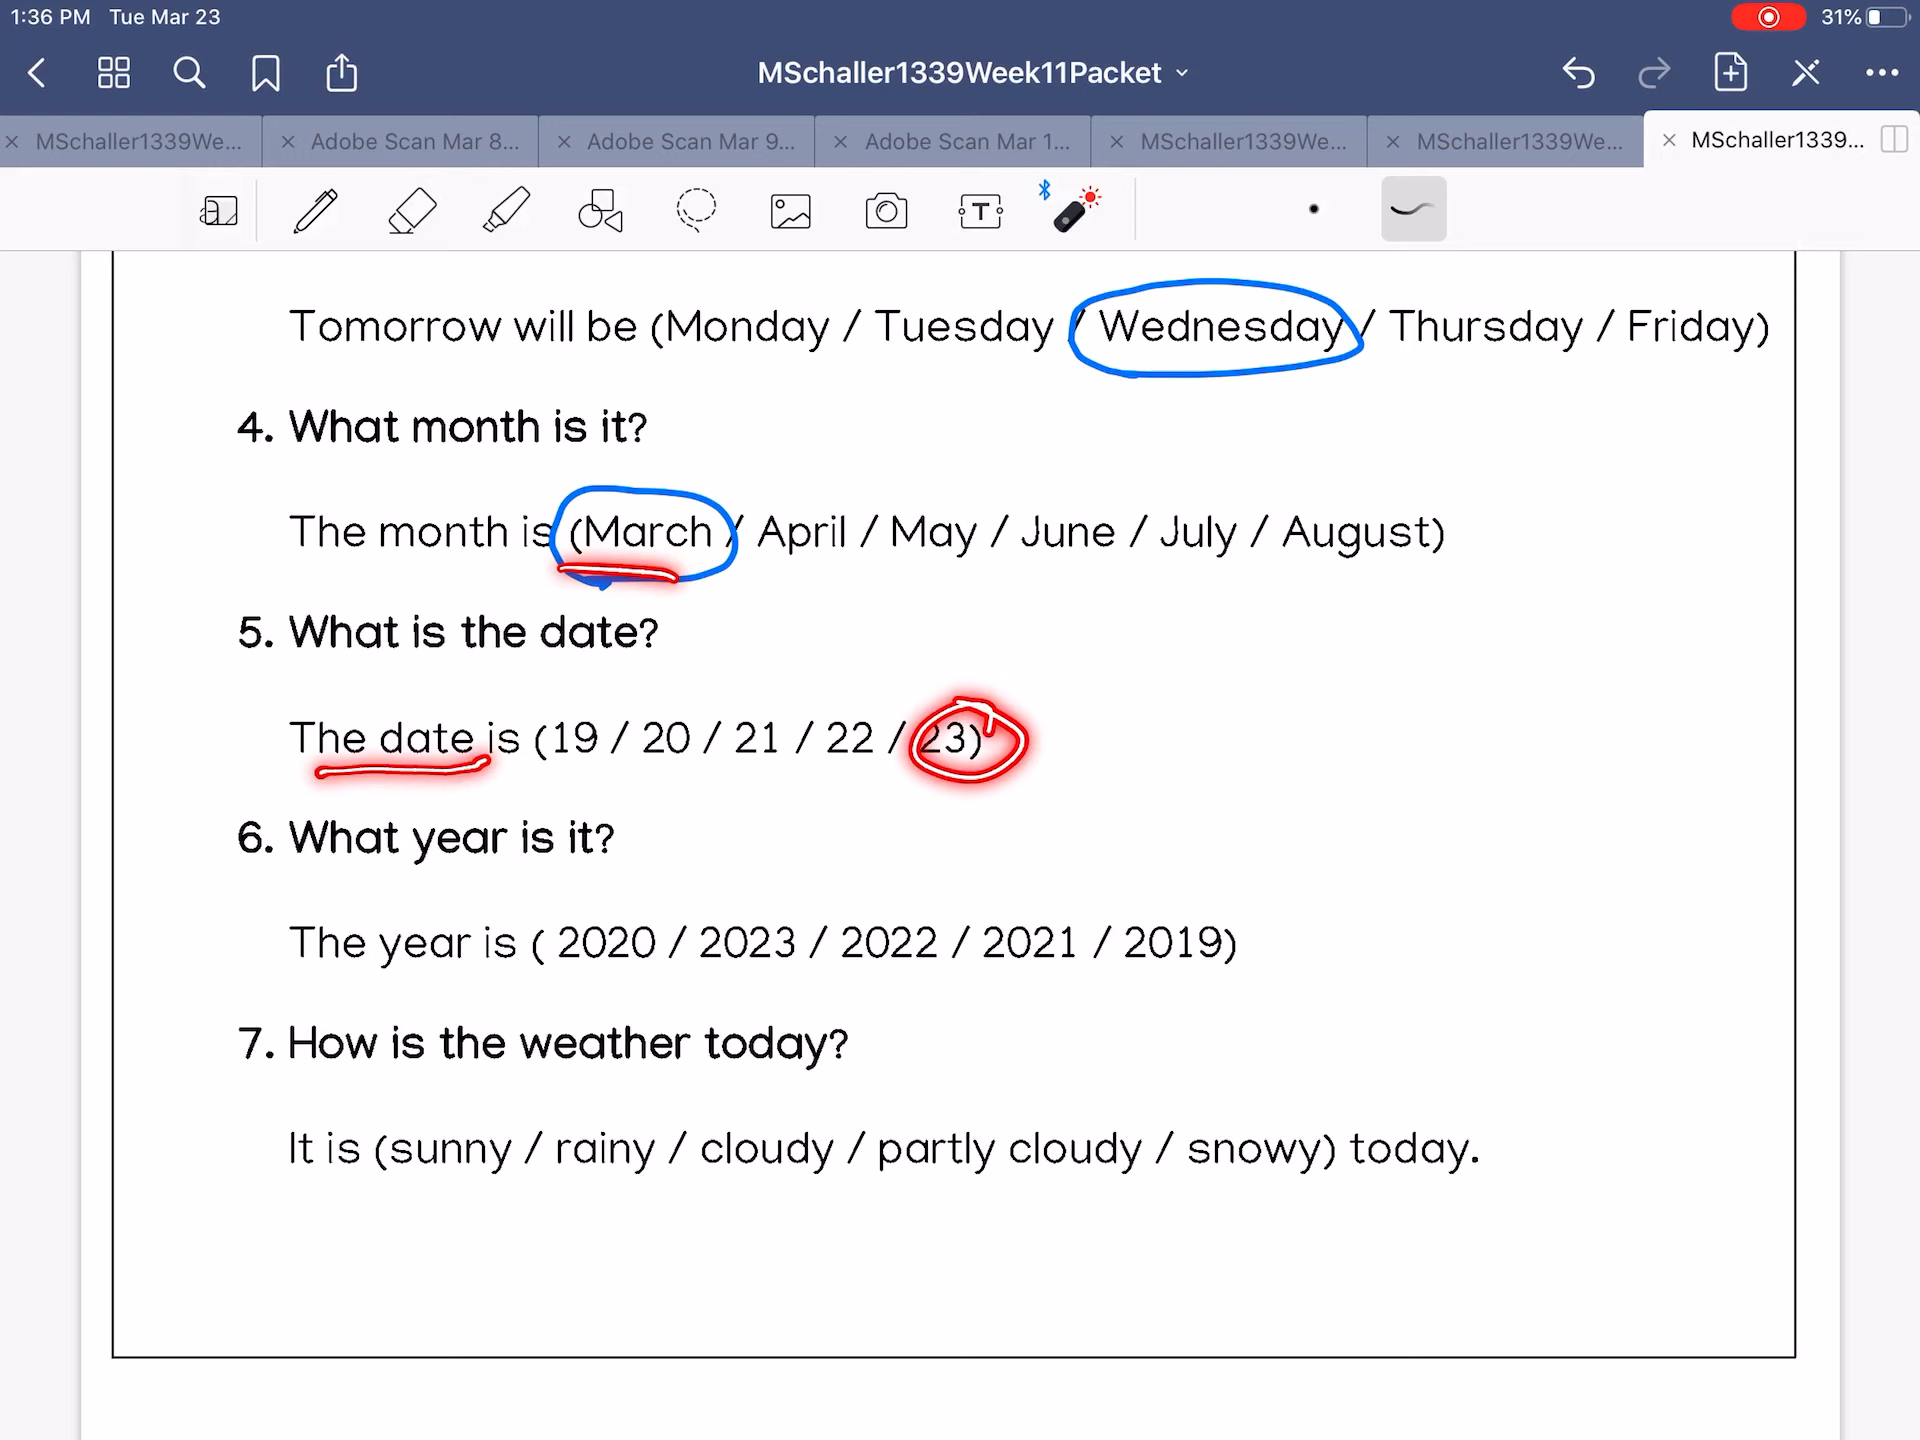 1:36 PM Tue Mar 23 31%
MSchaller1339Week11Packet
MSchaller1339We... Adobe Scan Mar 8... Adobe Scan Mar 9... Adobe Scan Mar 1... MSchaller1339We... MSchaller1339We... MSchaller1339...
Tomorrow will be (Monday / Tuesday / Wednesday / Thursday / Friday)
4. What month is it?
The month is (March / April / May / June / July / August)
5. What is the date?
The date is (19 / 20 / 21 / 22 / 23)
6. What year is it?
The year is ( 2020 / 2023 / 2022 / 2021 / 2019)
7. How is the weather today?
It is (sunny / rainy / cloudy / partly cloudy / snowy) today.